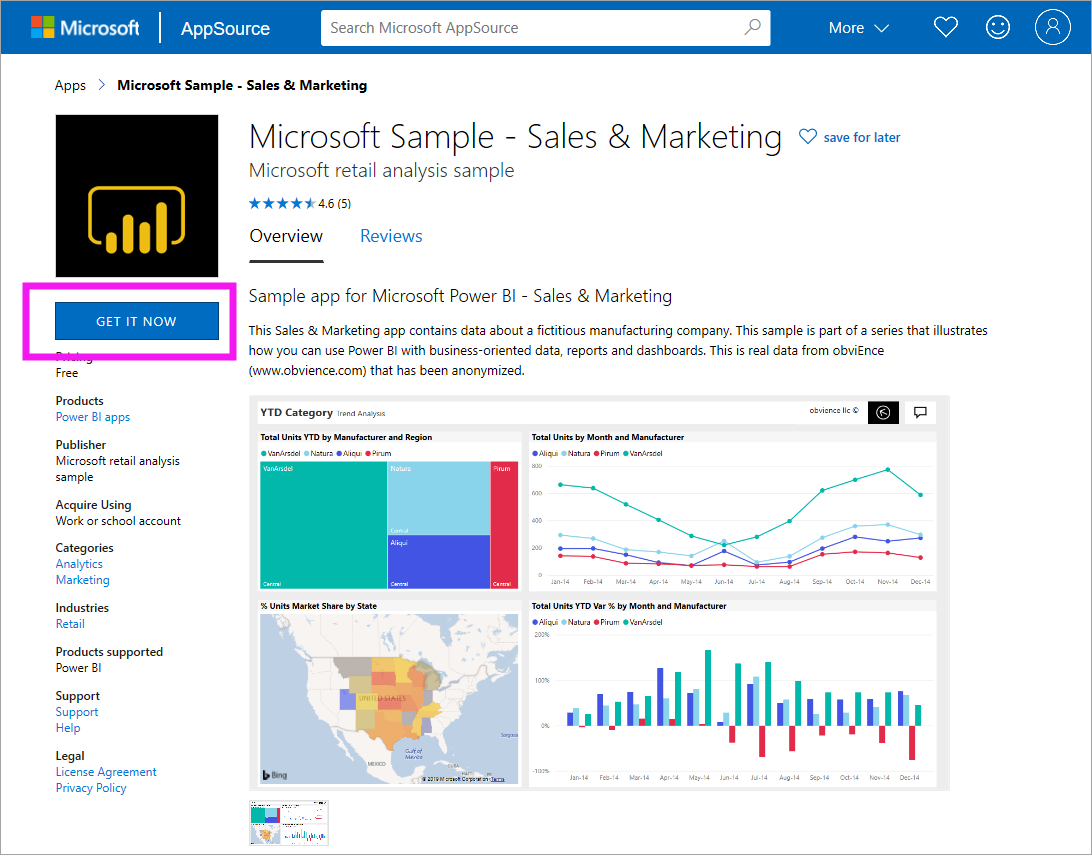 Microsoft AppSource Search Microsoft AppSource More
Apps > Microsoft Sample - Sales & Marketing
Microsoft Sample - Sales & Marketing save for later
Microsoft retail analysis sample
4.6 (5)
Overview Reviews
GET IT NOW
Pricing
Free
Products
Power BI apps
Publisher
Microsoft retail analysis
sample
Acquire Using
Work or school account
Categories
Analytics
Marketing
Industries
Retail
Products supported
Power BI
Support
Support
Help
Legal
License Agreement
Privacy Policy
Sample app for Microsoft Power BI - Sales & Marketing
This Sales & Marketing app contains data about a fictitious manufacturing company. This sample is part of a series that illustrates
how you can use Power BI with business-oriented data, reports and dashboards. This is real data from obviEnce
(www.obvience.com) that has been anonymized.
YTD Category Trend Analysis obvience llc ©
Total Units YTD by Manufacturer and Region
VanArsdel Natura Aliqui Pirum
VanArsdel Natura Pirum
Central
Aliqui
Central Central Central
Total Units by Month and Manufacturer
Aliqui Natura Pirum VanArsdel
800
600
400
200
0
Jan-14 Feb-14 Mar-14 Apr-14 May-14 Jun-14 Jul-14 Aug-14 Sep-14 Oct-14 Nov-14 Dec-14
% Units Market Share by State
UNITED STATES
Gulf of
Mexico
MEXICO
CUBA
Bing
© 2019 Microsoft Corporation Terms
Total Units YTD Var % by Month and Manufacturer
Aliqui Natura Pirum VanArsdel
200%
100%
0%
-100%
Jan-14 Feb-14 Mar-14 Apr-14 May-14 Jun-14 Jul-14 Aug-14 Sep-14 Oct-14 Nov-14 Dec-14